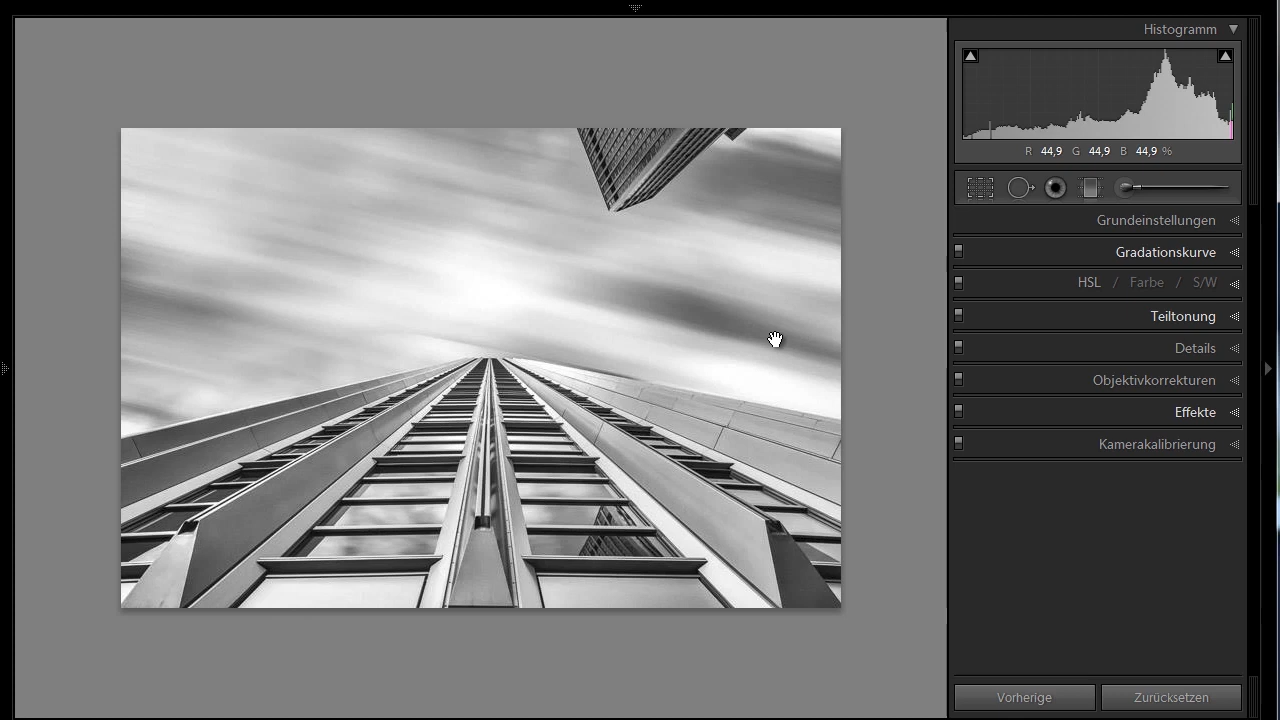 Histogramm
R 44,9 G 44,9 B 44,9 %
Grundeinstellungen
Gradationskurve
HSL / Farbe / S/W
Teiltonung
Details
Objektivkorrekturen
Effekte
Kamerakalibrierung
Vorherige Zurücksetzen